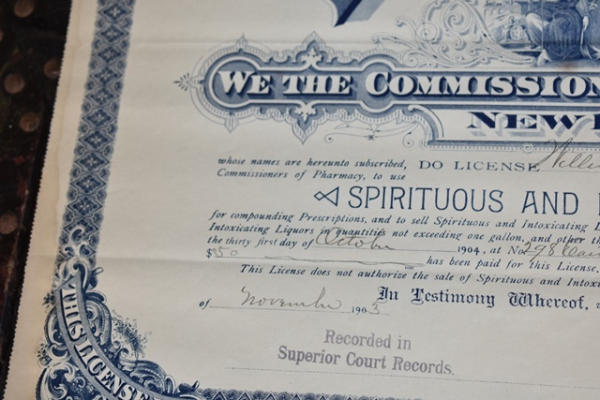 WE THE COMMISSION
NEW
whose names are hereunto subscribed, DO LICENSE
Commissioners of Pharmacy, to use
SPIRITUOUS AND
for compounding Prescriptions, and to sell Spirituous and Intoxicating
Intoxicating Liquors in quantities not exceeding one gallon, and other th
the thirty first day of October 1904, at No. 298
$50 has been paid for this License,
This License does not authorize the sale of Spirituous and Intoxi
of November 1903 In Testimony Whereof,
Recorded in
Superior Court Records.
THIS LICENSE